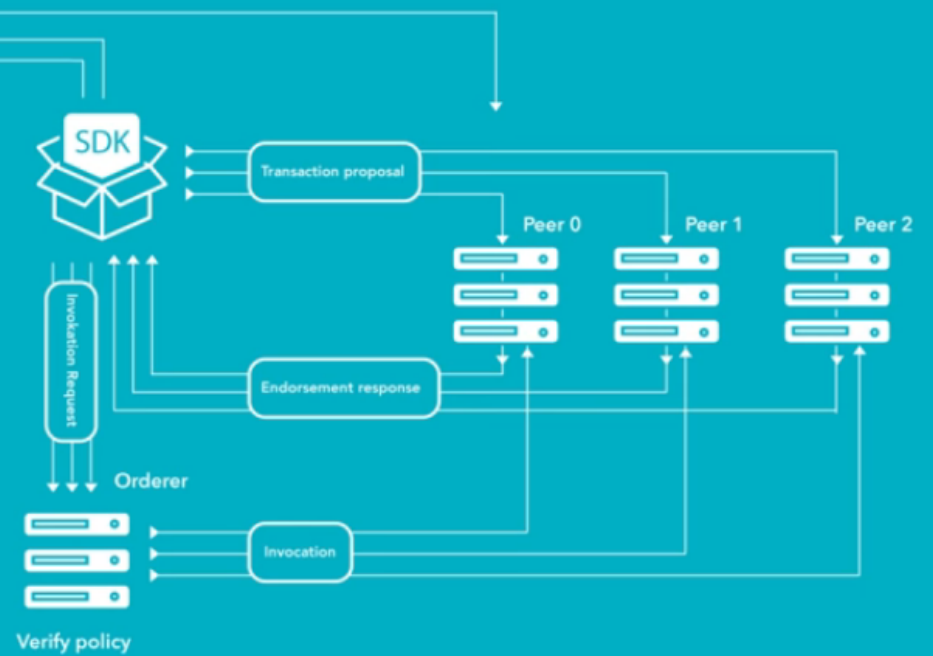 SDK
Transaction proposal
Peer 0
Peer 1
Peer 2
Invokation Request
Endorsement response
Orderer
Invocation
Verify policy